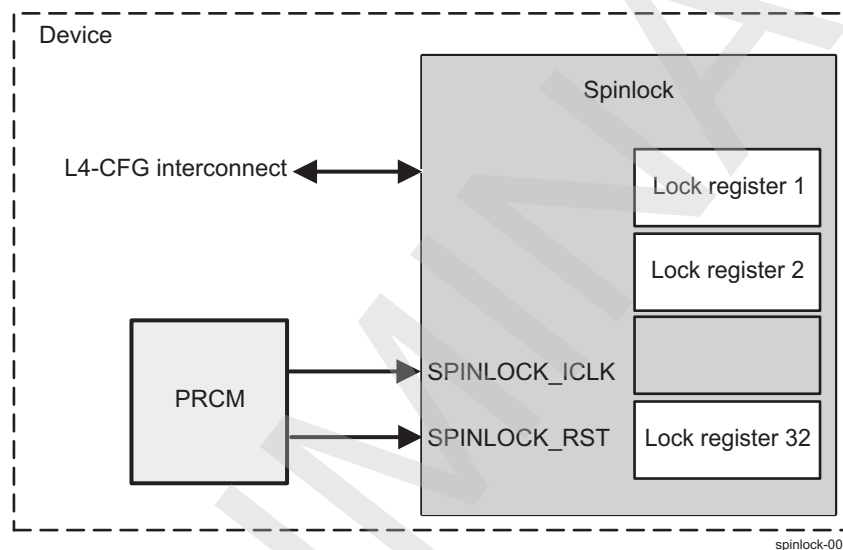 Device
Spinlock
L4-CFG interconnect
Lock register 1
Lock register 2
SPINLOCK_ICLK
PRCM
SPINLOCK_RST
Lock register 32
spinlock-00